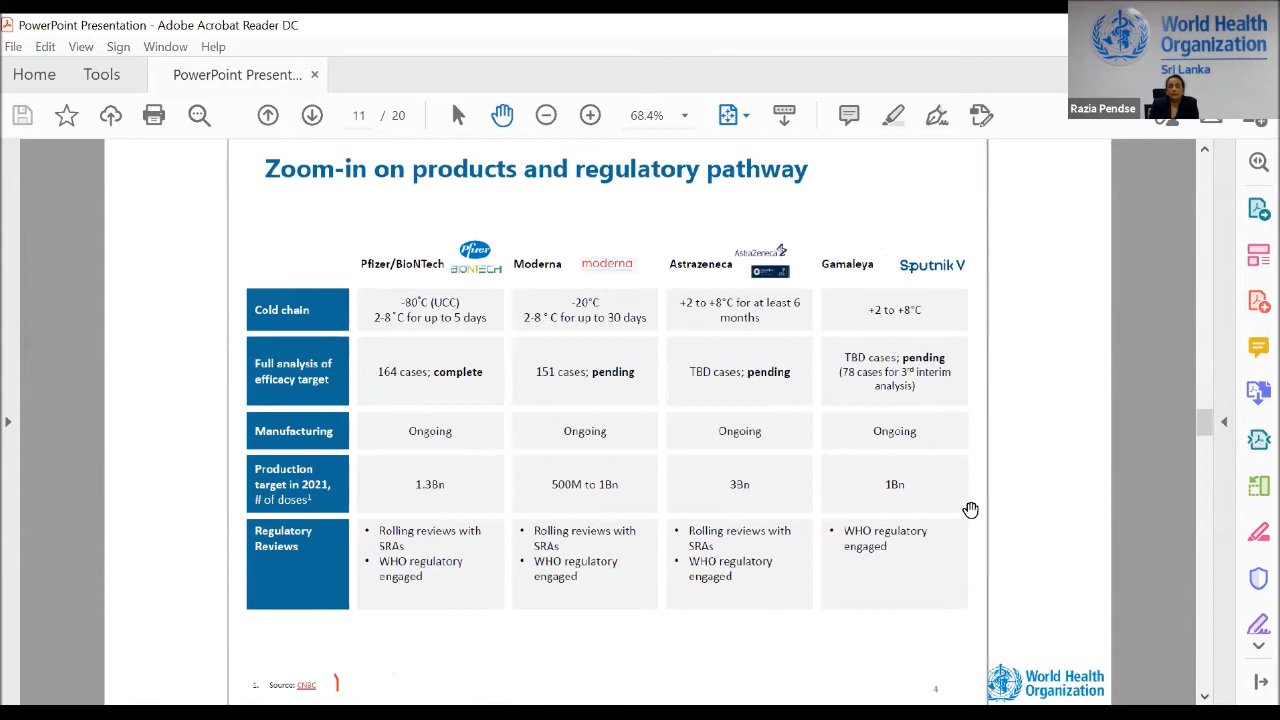 PowerPoint Presentation - Adobe Acrobat Reader DC
File Edit View Sign Window Help
Home Tools PowerPoint Present... ×
11 / 20 68.4%
World Health
Organization
Sri Lanka
Razia Pendse
Zoom-in on products and regulatory pathway
Pfizer/BioNTech Pfizer BIONTECH Moderna moderna Astrazeneca AstraZeneca Gamaleya Sputnik V
Cold chain
-80°C (UCC)
2-8°C for up to 5 days
-20°C
2-8 ° C for up to 30 days
+2 to +8°C for at least 6
months
+2 to +8°C
Full analysis of
efficacy target
164 cases; complete
151 cases; pending
TBD cases; pending
TBD cases; pending
(78 cases for 3rd interim
analysis)
Manufacturing
Ongoing
Ongoing
Ongoing
Ongoing
Production
target in 2021,
# of doses¹
1.3Bn
500M to 1Bn
3Bn
1Bn
Regulatory
Reviews
• Rolling reviews with
SRAs
• WHO regulatory
engaged
• Rolling reviews with
SRAs
• WHO regulatory
engaged
• Rolling reviews with
SRAs
• WHO regulatory
engaged
• WHO regulatory
engaged
1. Source: CNBC
4
World Health
Organization